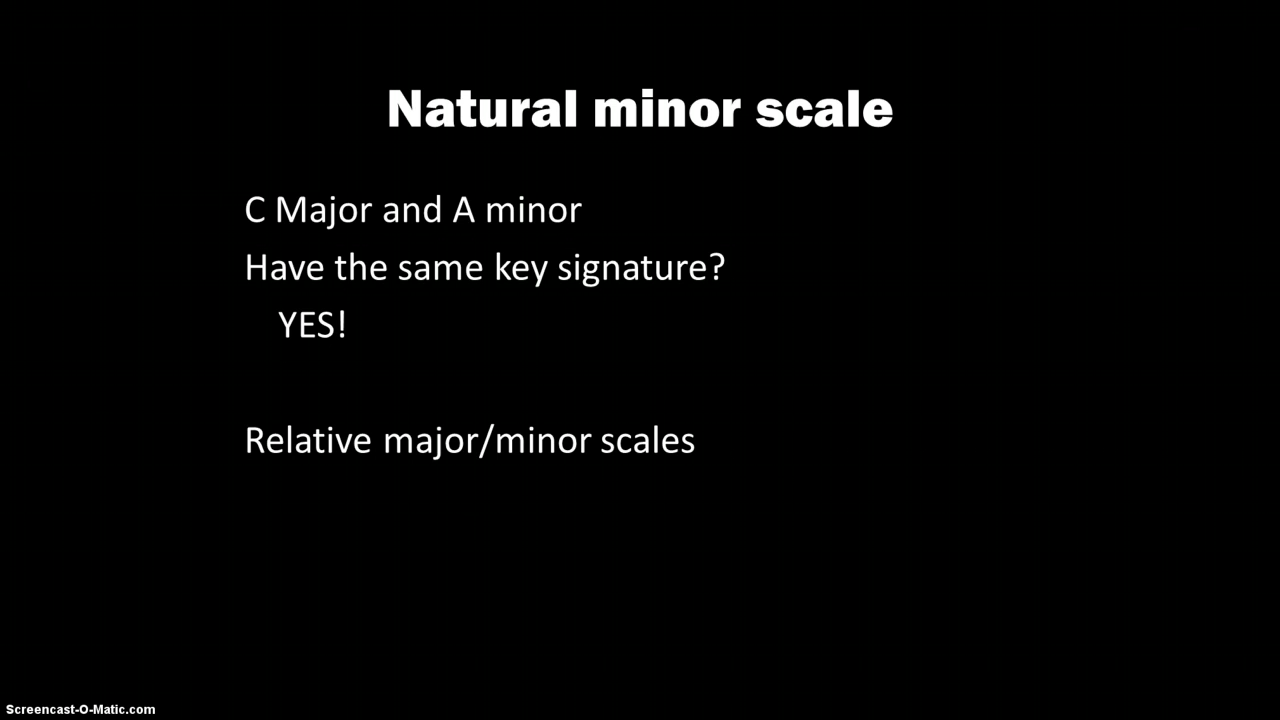 Natural minor scale
C Major and A minor
Have the same key signature?
YES!
Relative major/minor scales
Screencast-O-Matic.com